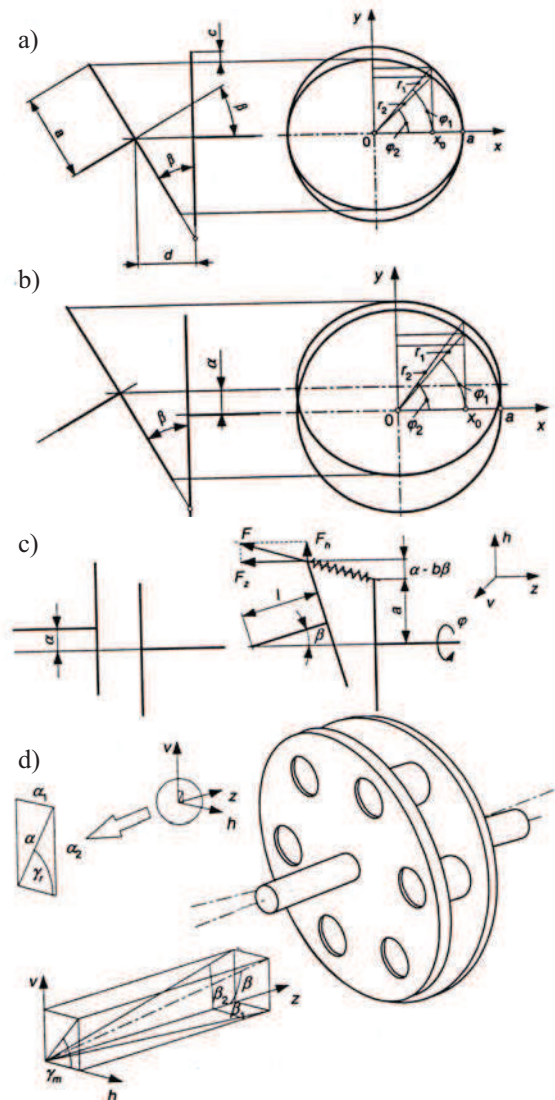 a)
y
c
a
β
β
d
r₁
r₂
φ₁
φ₂
0
x₀
a
x
b)
y
α
β
r₁
r₂
φ₁
φ₂
0
x₀
a
x
c)
α
F
Fₕ
F_z
l
β
α - bβ
a
h
z
v
φ
d)
α₁
α
α₂
γᵣ
v
z
h
v
β₂
β
β₁
z
γₘ
h